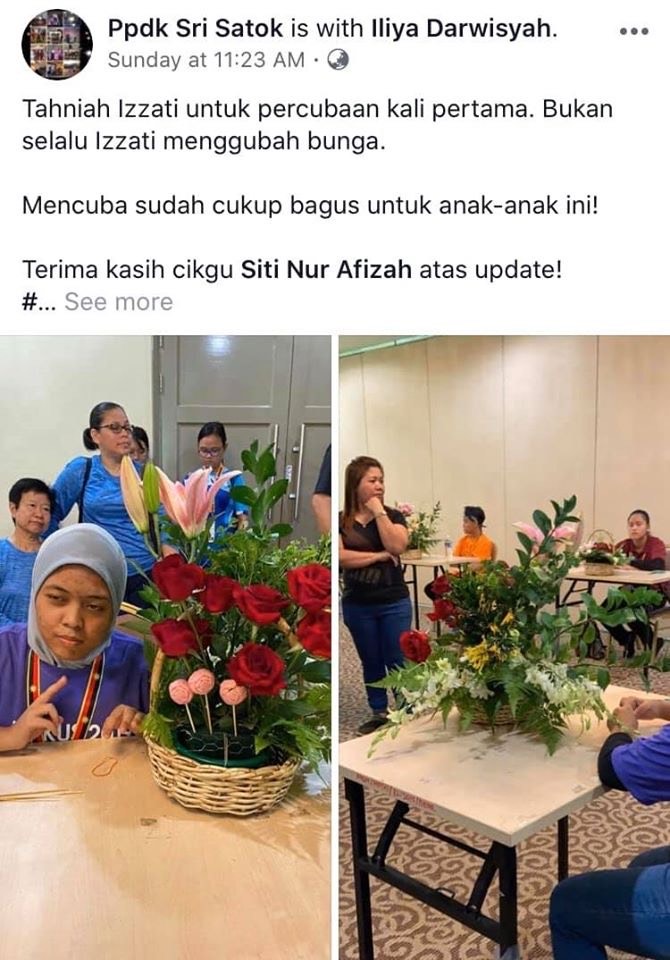 Ppdk Sri Satok is with Iliya Darwisyah.
Sunday at 11:23 AM ·
Tahniah Izzati untuk percubaan kali pertama. Bukan
selalu Izzati menggubah bunga.
Mencuba sudah cukup bagus untuk anak-anak ini!
Terima kasih cikgu Siti Nur Afizah atas update!
#... See more